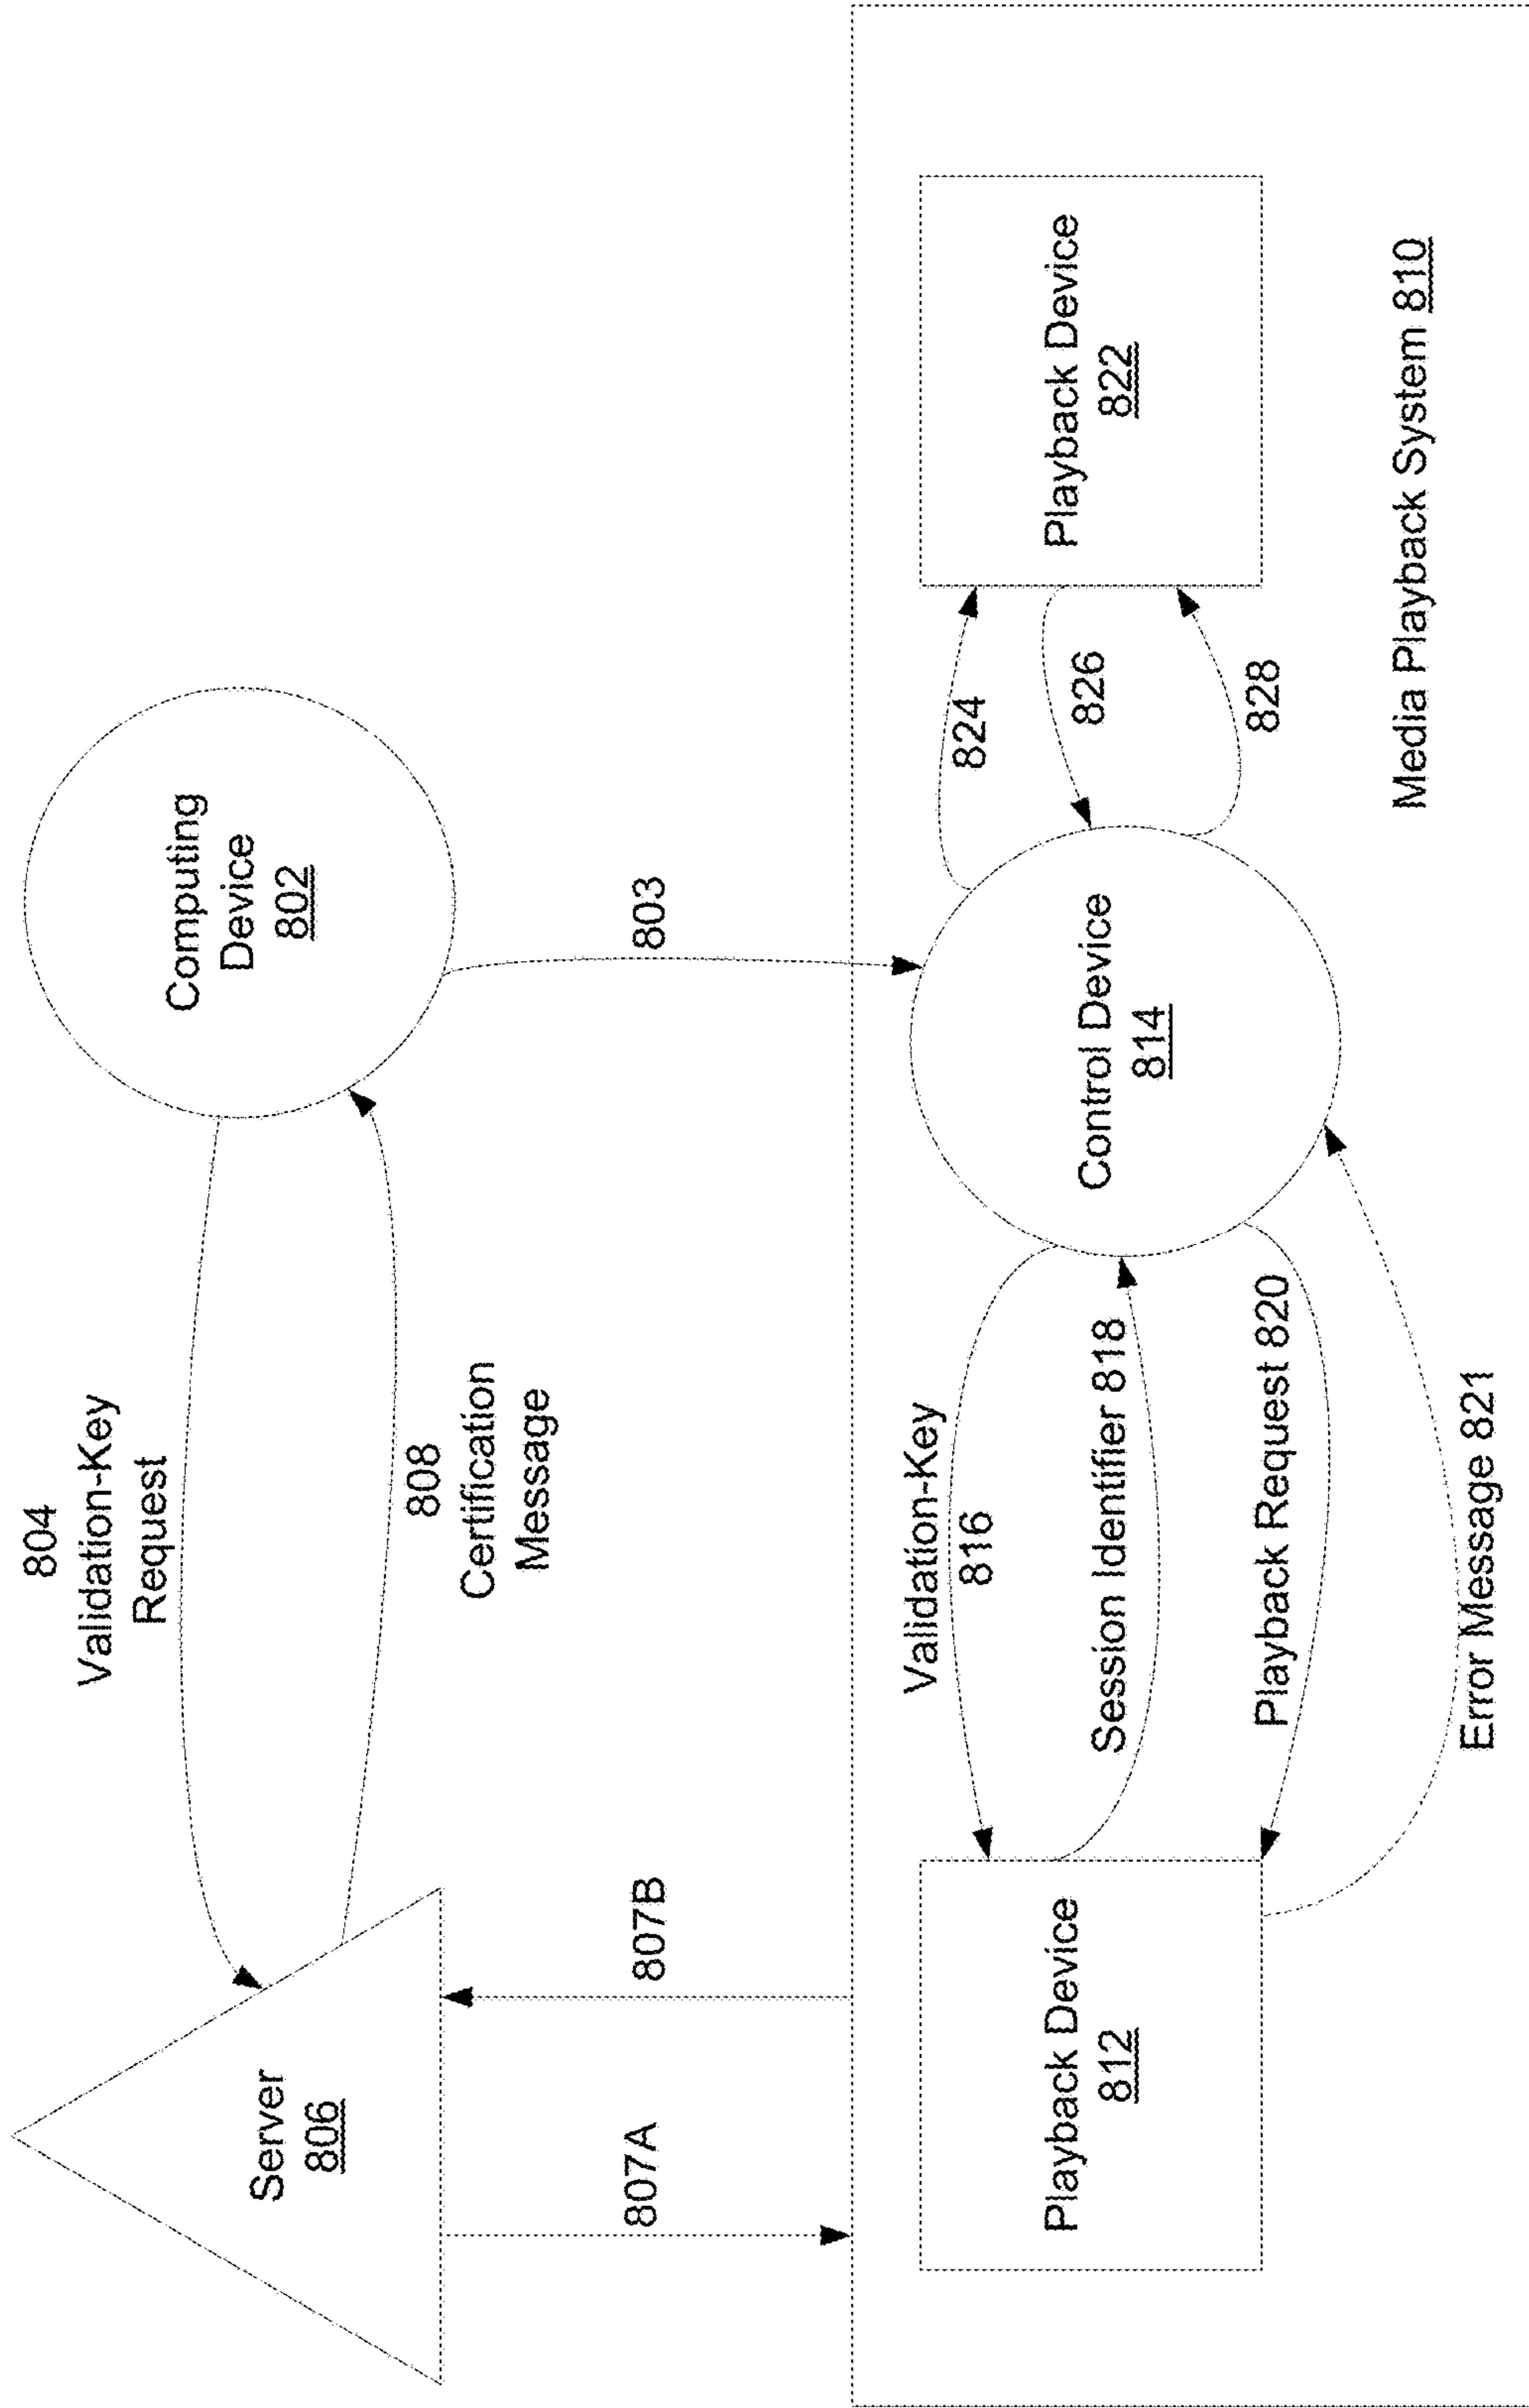 804
Validation-Key
Request
Server
806
808
Certification
Message
Computing
Device
802
807A
807B
803
Validation-Key
816
Session Identifier 818
Playback Request 820
Error Message 821
Playback Device
812
Control Device
814
824
826
828
Playback Device
822
Media Playback System 810